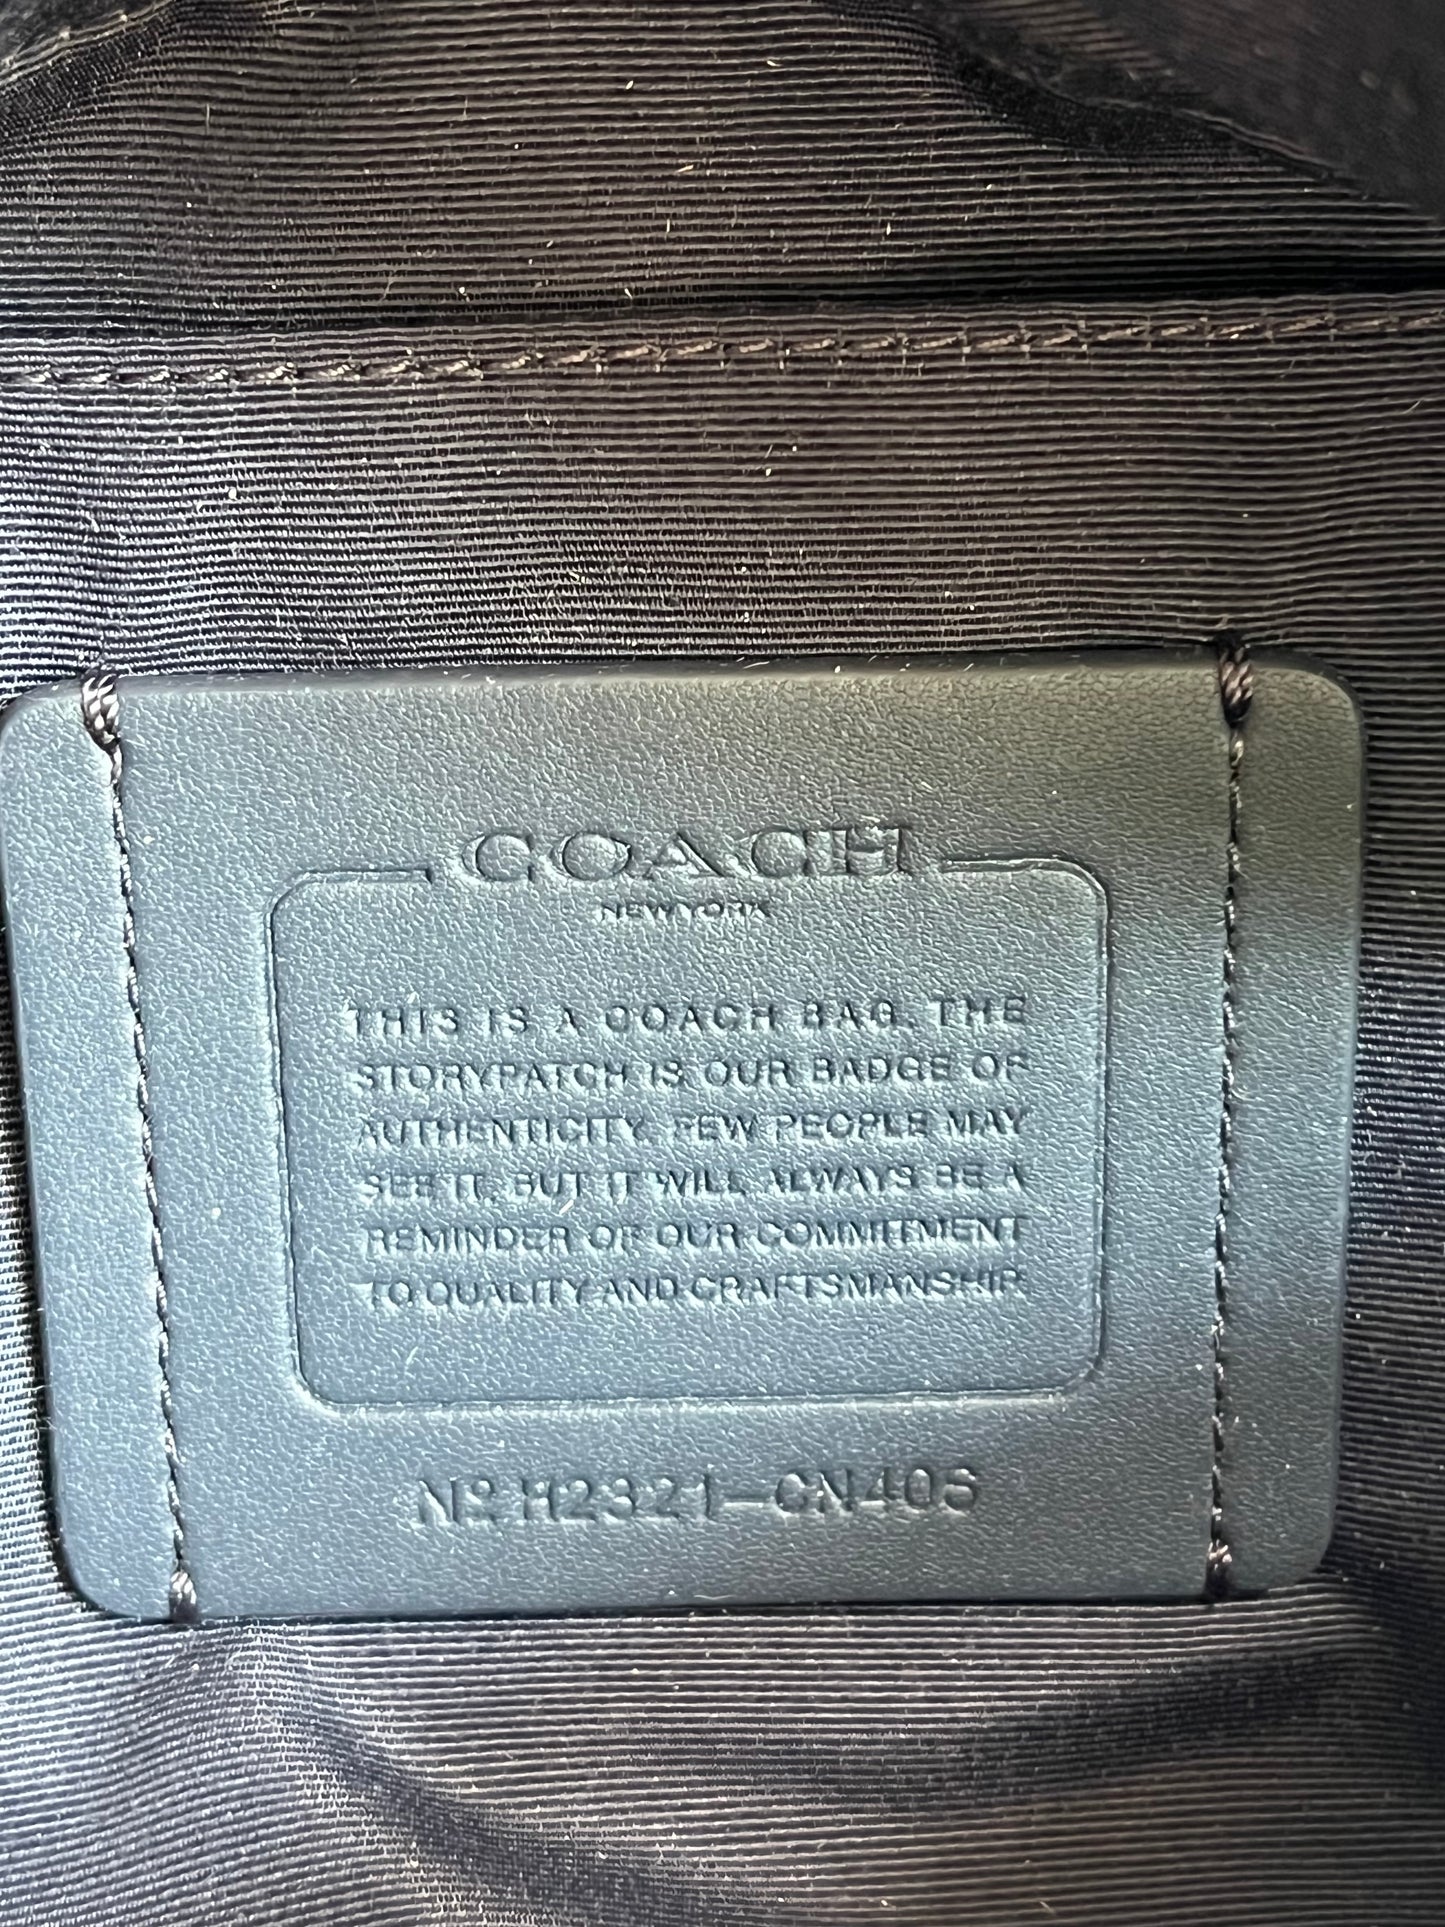 COACH
NEW YORK
THIS IS A COACH BAG. THE
STORYPATCH IS OUR BADGE OF
AUTHENTICITY. FEW PEOPLE MAY
SEE IT, BUT IT WILL ALWAYS BE A
REMINDER OF OUR COMMITMENT
TO QUALITY AND CRAFTSMANSHIP.
Nº H2321-CN406